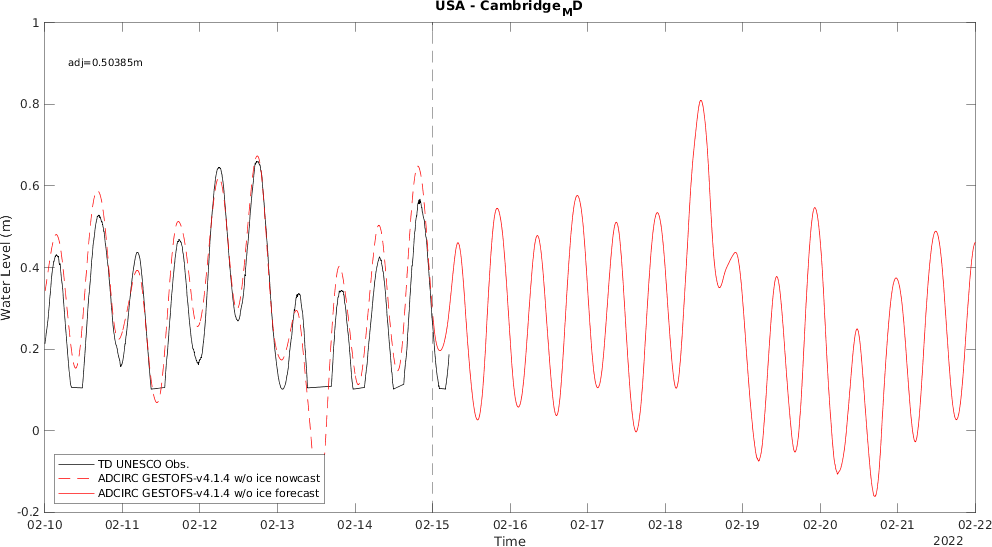 USA - Cambridge_MD
1
adj=0.50385m
0.8
0.6
0.4
0.2
0
-0.2
Water Level (m)
TD UNESCO Obs.
ADCIRC GESTOFS-v4.1.4 w/o ice nowcast
ADCIRC GESTOFS-v4.1.4 w/o ice forecast
02-10 02-11 02-12 02-13 02-14 02-15 02-16 02-17 02-18 02-19 02-20 02-21 02-22
Time
2022